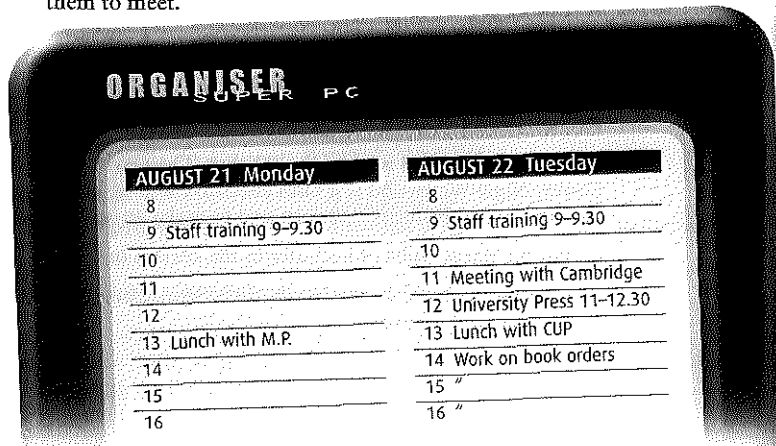 them to meet.
ORGANISER
SUPER PC
AUGUST 21 Monday
8
9 Staff training 9–9.30
10
11
12
13 Lunch with M.P.
14
15
16
AUGUST 22 Tuesday
8
9 Staff training 9–9.30
10
11 Meeting with Cambridge
12 University Press 11–12.30
13 Lunch with CUP
14 Work on book orders
15 "
16 "